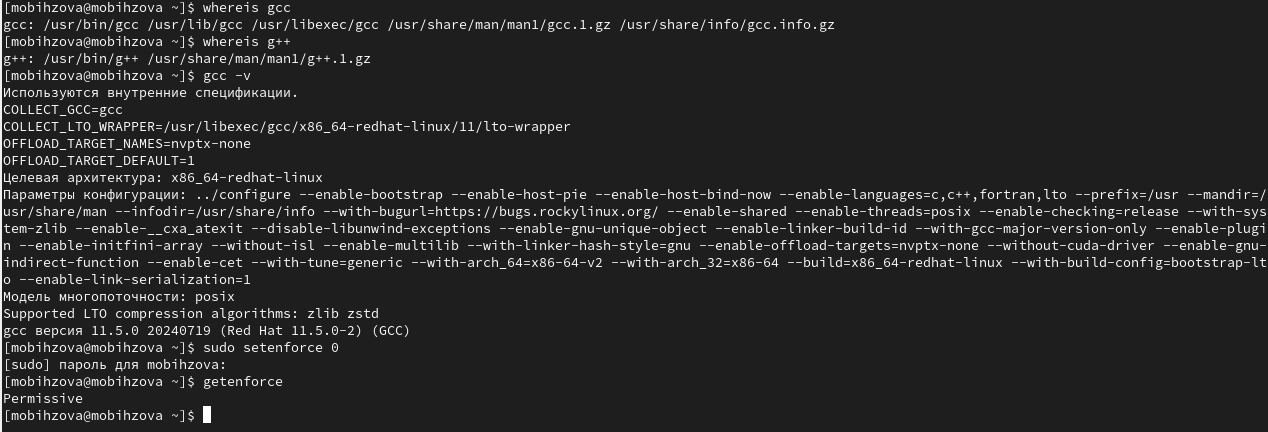 [mobihzova@mobihzova ~]$ whereis gcc
gcc: /usr/bin/gcc /usr/lib/gcc /usr/libexec/gcc /usr/share/man/man1/gcc.1.gz /usr/share/info/gcc.info.gz
[mobihzova@mobihzova ~]$ whereis g++
g++: /usr/bin/g++ /usr/share/man/man1/g++.1.gz
[mobihzova@mobihzova ~]$ gcc -v
Используются внутренние спецификации.
COLLECT_GCC=gcc
COLLECT_LTO_WRAPPER=/usr/libexec/gcc/x86_64-redhat-linux/11/lto-wrapper
OFFLOAD_TARGET_NAMES=nvptx-none
OFFLOAD_TARGET_DEFAULT=1
Целевая архитектура: x86_64-redhat-linux
Параметры конфигурации: ../configure --enable-bootstrap --enable-host-pie --enable-host-bind-now --enable-languages=c,c++,fortran,lto --prefix=/usr --mandir=/
usr/share/man --infodir=/usr/share/info --with-bugurl=https://bugs.rockylinux.org/ --enable-shared --enable-threads=posix --enable-checking=release --with-sys
tem-zlib --enable-__cxa_atexit --disable-libunwind-exceptions --enable-gnu-unique-object --enable-linker-build-id --with-gcc-major-version-only --enable-plugi
n --enable-initfini-array --without-isl --enable-multilib --with-linker-hash-style=gnu --enable-offload-targets=nvptx-none --without-cuda-driver --enable-gnu-
indirect-function --enable-cet --with-tune=generic --with-arch_64=x86-64-v2 --with-arch_32=x86-64 --build=x86_64-redhat-linux --with-build-config=bootstrap-lt
o --enable-link-serialization=1
Модель многопоточности: posix
Supported LTO compression algorithms: zlib zstd
gcc версия 11.5.0 20240719 (Red Hat 11.5.0-2) (GCC)
[mobihzova@mobihzova ~]$ sudo setenforce 0
[sudo] пароль для mobihzova:
[mobihzova@mobihzova ~]$ getenforce
Permissive
[mobihzova@mobihzova ~]$